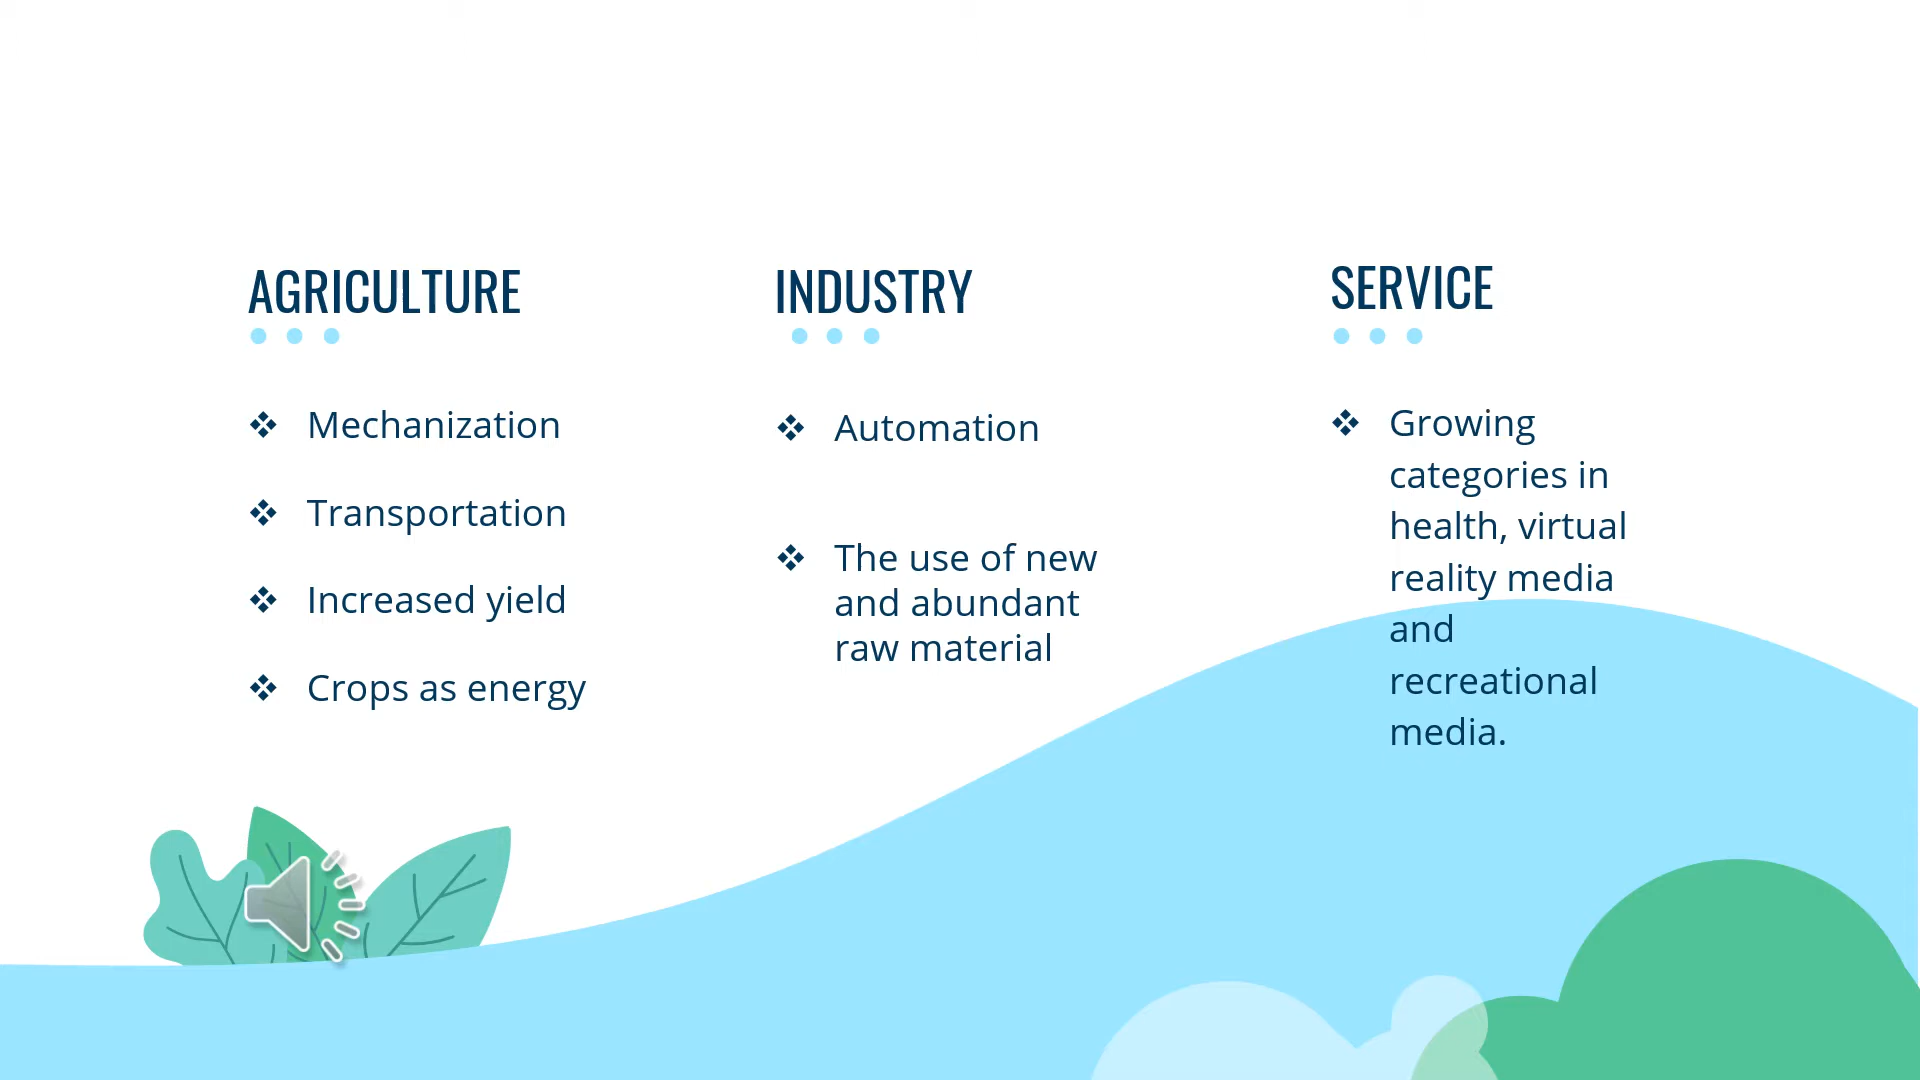 AGRICULTURE
❖ Mechanization
❖ Transportation
❖ Increased yield
❖ Crops as energy
INDUSTRY
❖ Automation
❖ The use of new
and abundant
raw material
SERVICE
❖ Growing
categories in
health, virtual
reality media
and
recreational
media.